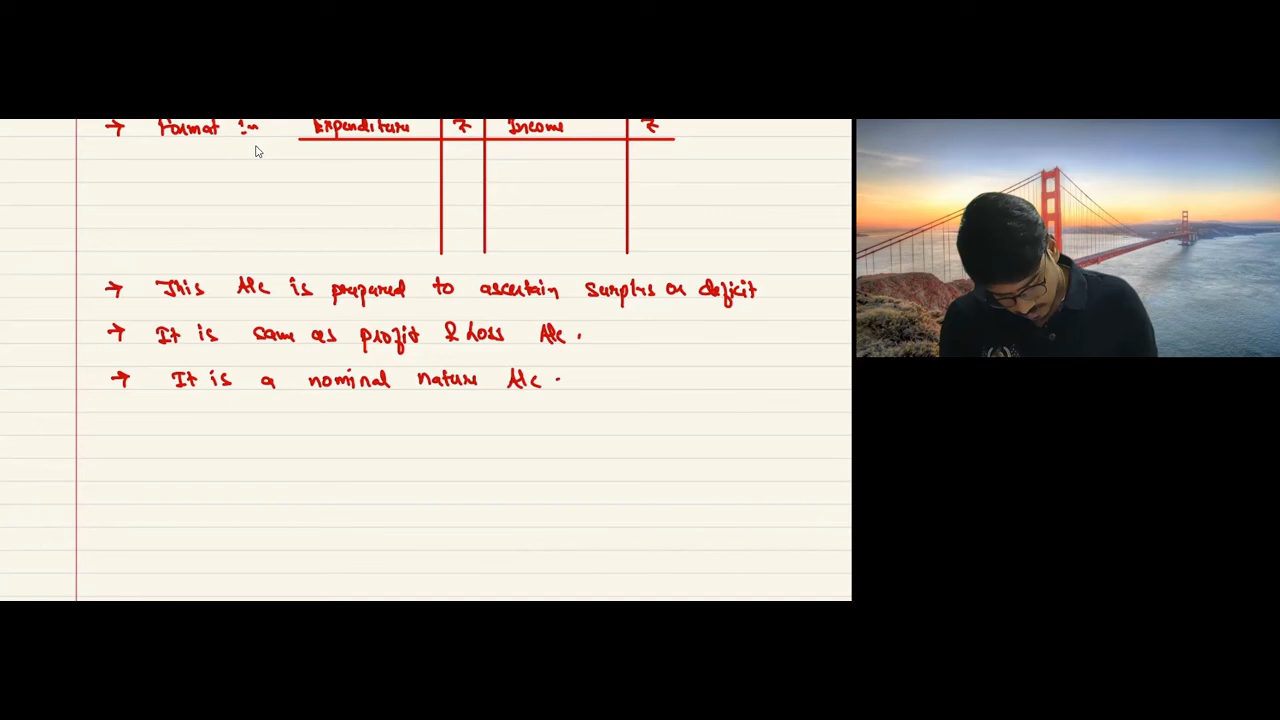 → Format :- Expenditure ₹ Income ₹
→ This A/c is prepared to ascertain surplus or deficit
→ It is same as profit & Loss A/c .
→ It is a nominal nature A/c .